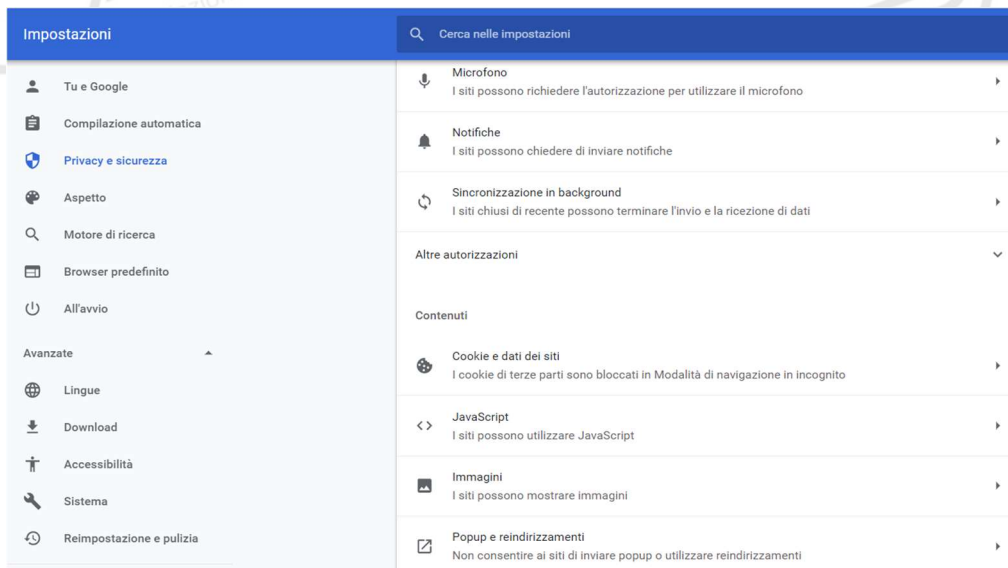 Impostazioni
Cerca nelle impostazioni
Tu e Google
Compilazione automatica
Privacy e sicurezza
Aspetto
Motore di ricerca
Browser predefinito
All'avvio
Avanzate
Lingue
Download
Accessibilità
Sistema
Reimpostazione e pulizia
Microfono
I siti possono richiedere l'autorizzazione per utilizzare il microfono
Notifiche
I siti possono chiedere di inviare notifiche
Sincronizzazione in background
I siti chiusi di recente possono terminare l'invio e la ricezione di dati
Altre autorizzazioni
Contenuti
Cookie e dati dei siti
I cookie di terze parti sono bloccati in Modalità di navigazione in incognito
JavaScript
I siti possono utilizzare JavaScript
Immagini
I siti possono mostrare immagini
Popup e reindirizzamenti
Non consentire ai siti di inviare popup o utilizzare reindirizzamenti